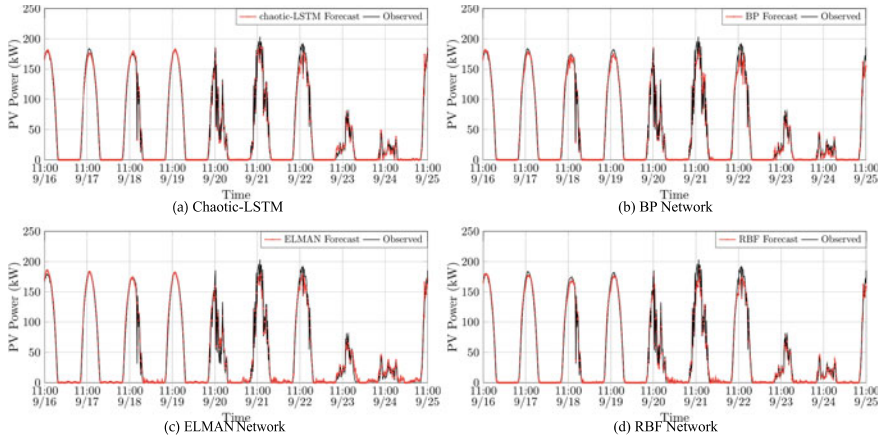 chaotic-LSTM Forecast Observed
PV Power (kW)
200
150
100
50
0
11:00 11:00 11:00 11:00 11:00 11:00 11:00 11:00 11:00 11:00
9/16 9/17 9/18 9/19 9/20 9/21 9/22 9/23 9/24 9/25
Time
(a) Chaotic-LSTM
BP Forecast Observed
PV Power (kW)
200
150
100
50
0
11:00 11:00 11:00 11:00 11:00 11:00 11:00 11:00 11:00 11:00
9/16 9/17 9/18 9/19 9/20 9/21 9/22 9/23 9/24 9/25
Time
(b) BP Network
ELMAN Forecast Observed
PV Power (kW)
250
200
150
100
50
0
11:00 11:00 11:00 11:00 11:00 11:00 11:00 11:00 11:00 11:00
9/16 9/17 9/18 9/19 9/20 9/21 9/22 9/23 9/24 9/25
Time
(c) ELMAN Network
RBF Forecast Observed
PV Power (kW)
250
200
150
100
50
0
11:00 11:00 11:00 11:00 11:00 11:00 11:00 11:00 11:00 11:00
9/16 9/17 9/18 9/19 9/20 9/21 9/22 9/23 9/24 9/25
Time
(d) RBF Network